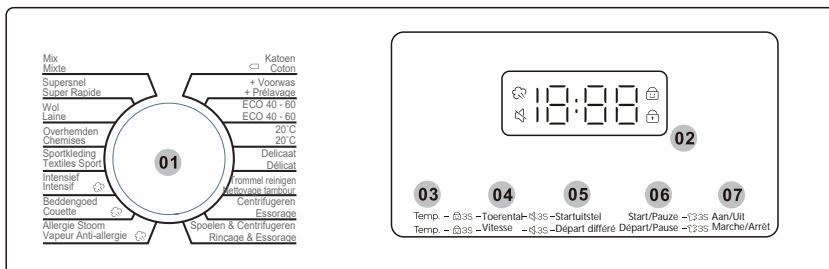 Mix
Mixte
Supersnel
Super Rapide
Wol
Laine
Overhemden
Chemises
Sportkleding
Textiles Sport
Intensief
Intensif
Beddengoed
Couette
Allergie Stoom
Vapeur Anti-allergie
01
Katoen
Coton
+ Voorwas
+ Prélavage
ECO 40 - 60
ECO 40 - 60
20˚C
20˚C
Delicaat
Délicat
Trommel reinigen
Nettoyage tambour
Centrifugeren
Essorage
Spoelen & Centrifugeren
Rinçage & Essorage
18:88
02
03 04 05 06 07
Temp. – 3S – Toerental – 3S – Startuitstel Start/Pauze – 3S Aan/Uit
Temp. – 3S – Vitesse – 3S – Départ différé Départ/Pause – 3S Marche/Arrêt